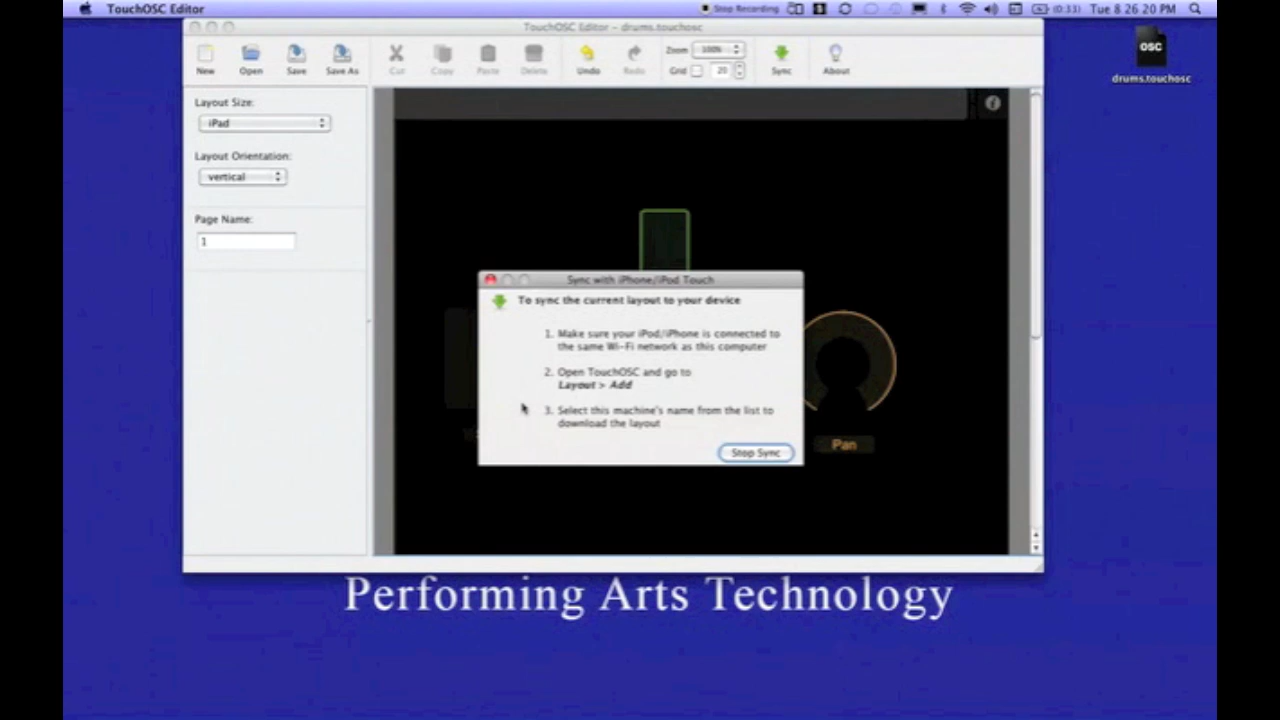 TouchOSC Editor
Stop Recording
(0:33)
Tue 8 26 20 PM
TouchOSC Editor - drums.touchosc
New
Open
Save
Save As
Cut
Copy
Paste
Delete
Undo
Redo
Zoom
100%
Grid
20
Sync
About
OSC
drums.touchosc
Layout Size:
iPad
Layout Orientation:
vertical
Page Name:
1
Sync with iPhone/iPod Touch
To sync the current layout to your device
1. Make sure your iPod/iPhone is connected to
the same Wi-Fi network as this computer
2. Open TouchOSC and go to
Layout > Add
3. Select this machine's name from the list to
download the layout
Stop Sync
Pan
Performing Arts Technology